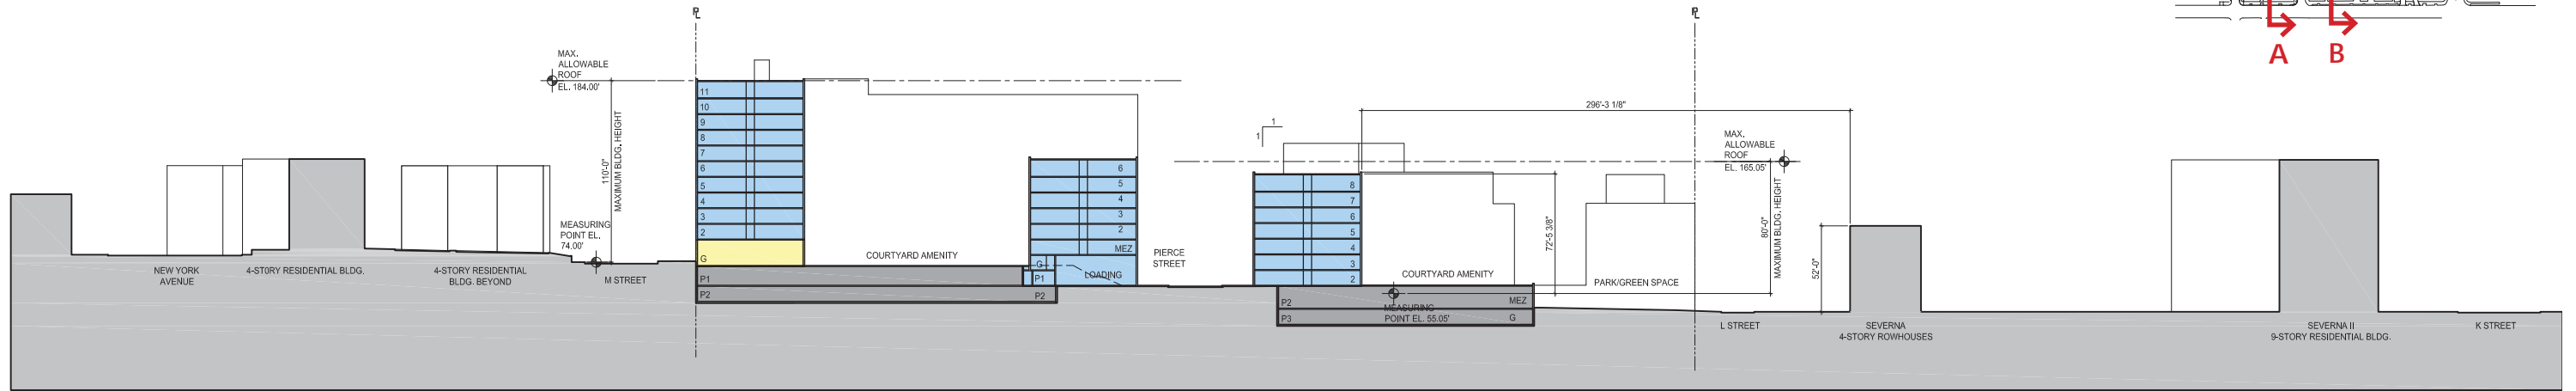 PL
PL
A
B
MAX.
ALLOWABLE
ROOF
EL. 184.00'
110'-0"
MAXIMUM BLDG. HEIGHT
MEASURING
POINT EL.
74.00'
11
10
9
8
7
6
5
4
3
2
G
P1
P2
COURTYARD AMENITY
6
5
4
3
2
MEZ
G
P1
LOADING
P2
PIERCE
STREET
1
1
8
7
6
5
4
3
2
296'-3 1/8"
72'-5 3/8"
COURTYARD AMENITY
P2
MEZ
P3
G
MEASURING
POINT EL. 55.05'
PARK/GREEN SPACE
MAX.
ALLOWABLE
ROOF
EL. 165.05'
80'-0"
MAXIMUM BLDG. HEIGHT
52'-0"
NEW YORK
AVENUE
4-STORY RESIDENTIAL BLDG.
4-STORY RESIDENTIAL
BLDG. BEYOND
M STREET
L STREET
SEVERNA
4-STORY ROWHOUSES
SEVERNA II
9-STORY RESIDENTIAL BLDG.
K STREET